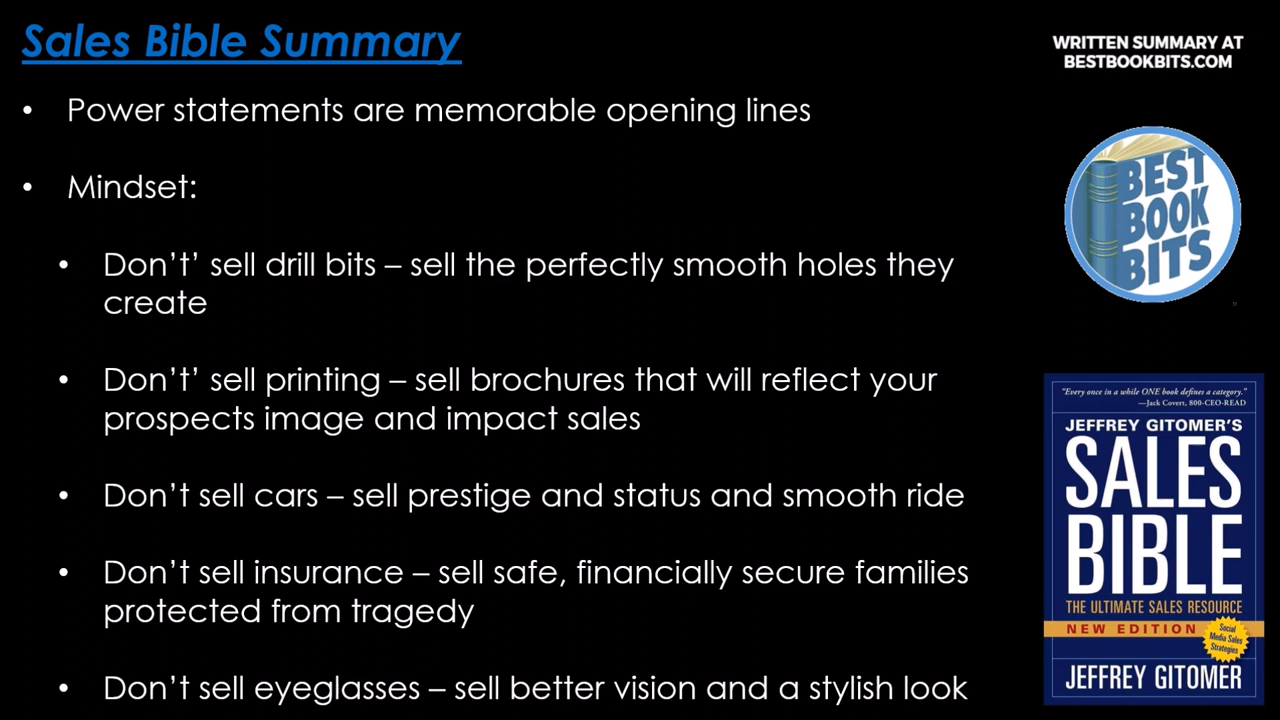 Sales Bible Summary
WRITTEN SUMMARY AT
BESTBOOKBITS.COM
• Power statements are memorable opening lines
• Mindset:
• Don’t’ sell drill bits – sell the perfectly smooth holes they
create
• Don’t’ sell printing – sell brochures that will reflect your
prospects image and impact sales
• Don’t sell cars – sell prestige and status and smooth ride
• Don’t sell insurance – sell safe, financially secure families
protected from tragedy
• Don’t sell eyeglasses – sell better vision and a stylish look
BEST
BOOK
BITS
"Every once in a while ONE book defines a category."
—Jack Covert, 800-CEO-READ
JEFFREY GITOMER'S
SALES
BIBLE
THE ULTIMATE SALES RESOURCE
NEW EDITION
Social
Media Sales
Strategies
JEFFREY GITOMER